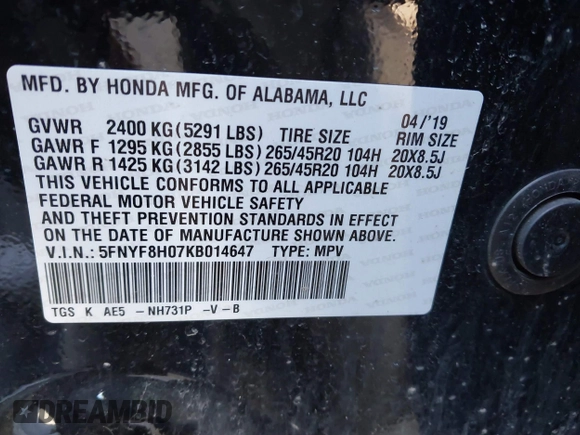 MFD. BY HONDA MFG. OF ALABAMA, LLC
04/'19
GVWR 2400 KG (5291 LBS) TIRE SIZE RIM SIZE
GAWR F 1295 KG (2855 LBS) 265/45R20 104H 20X8.5J
GAWR R 1425 KG (3142 LBS) 265/45R20 104H 20X8.5J
THIS VEHICLE CONFORMS TO ALL APPLICABLE
FEDERAL MOTOR VEHICLE SAFETY
AND THEFT PREVENTION STANDARDS IN EFFECT
ON THE DATE OF MANUFACTURE SHOWN ABOVE.
V.I.N.: 5FNYF8H07KB014647 TYPE: MPV
TGS K AE5 -NH731P -V-B
DREAMBID